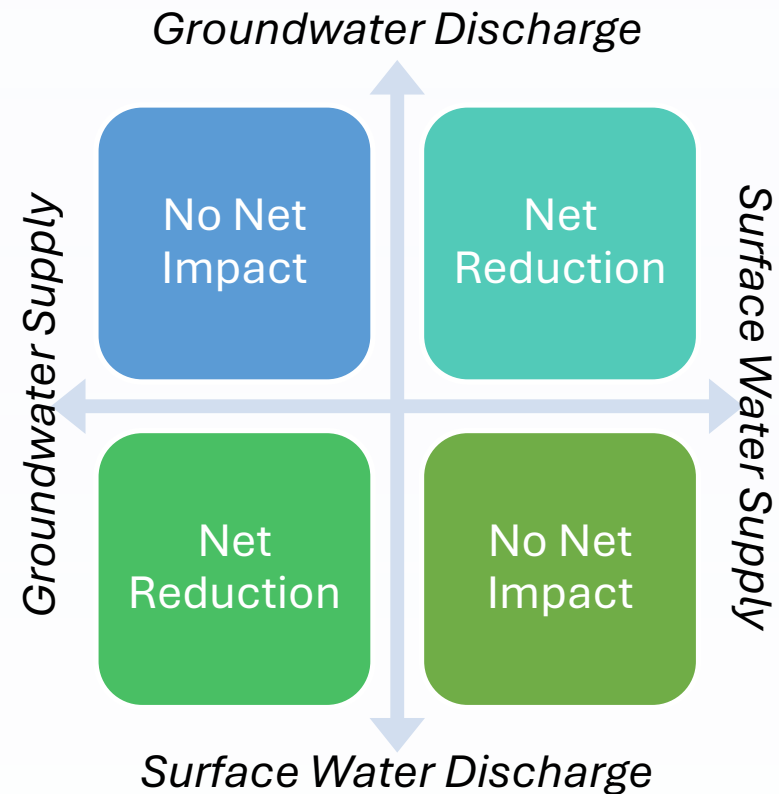 Groundwater Discharge
Groundwater Supply
No Net
Impact
Net
Reduction
Surface Water Supply
Net
Reduction
No Net
Impact
Surface Water Discharge